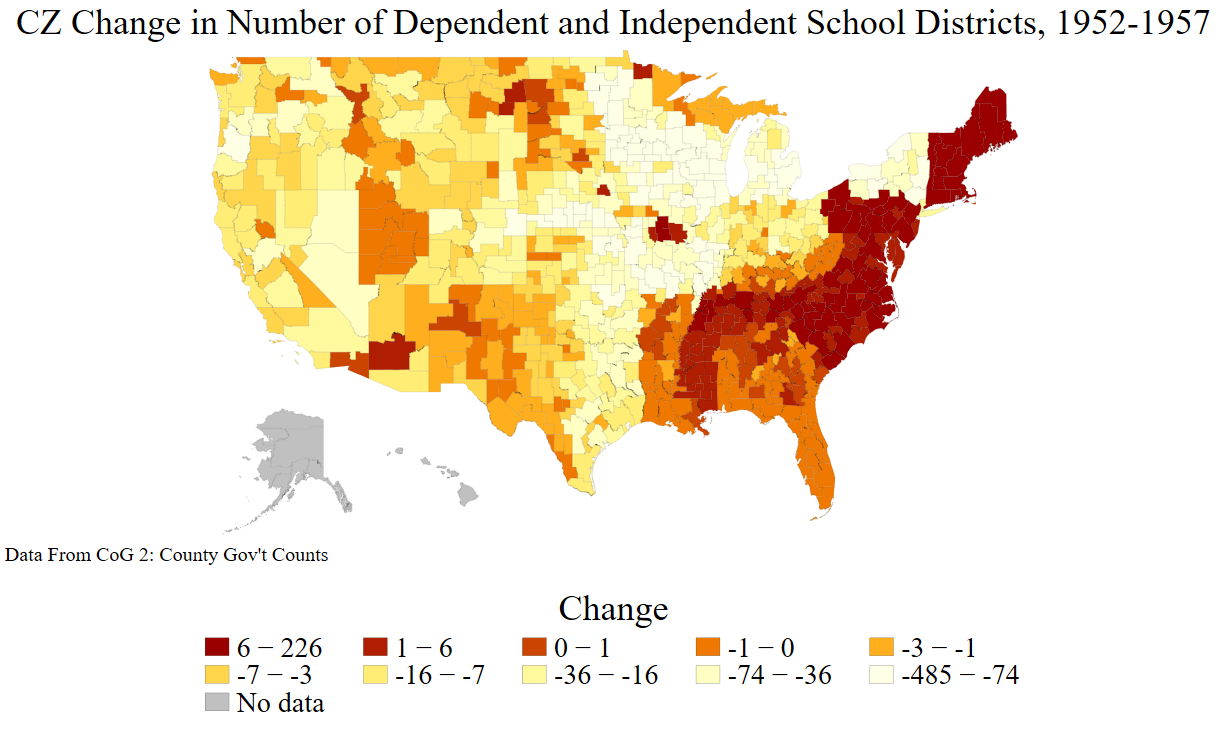 CZ Change in Number of Dependent and Independent School Districts, 1952-1957
Data From CoG 2: County Gov't Counts
Change
6 − 226 1 − 6 0 − 1 -1 − 0 -3 − -1
-7 − -3 -16 − -7 -36 − -16 -74 − -36 -485 − -74
No data